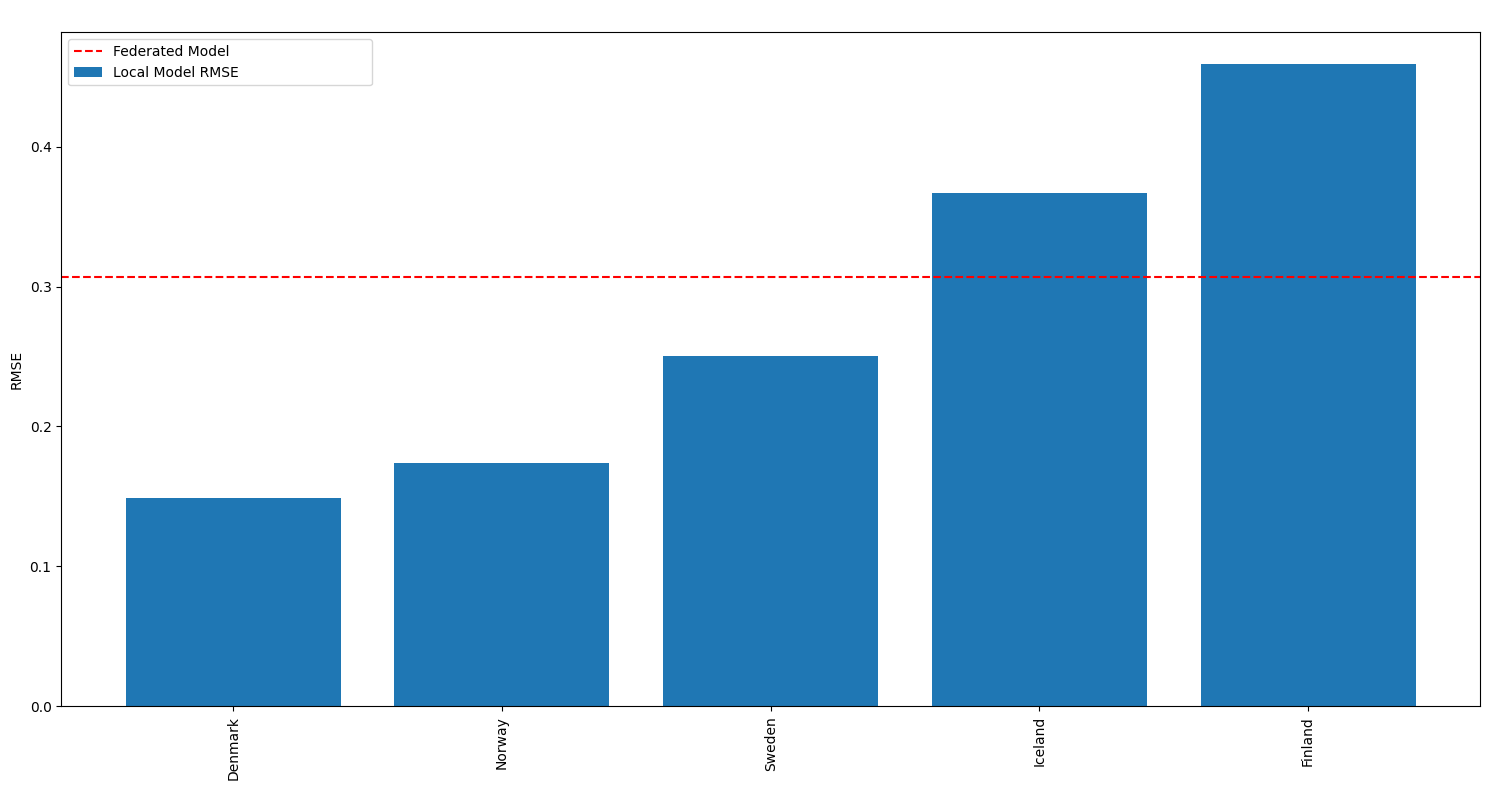 Federated Model
Local Model RMSE
RMSE
0.4
0.3
0.2
0.1
0.0
Denmark
Norway
Sweden
Iceland
Finland